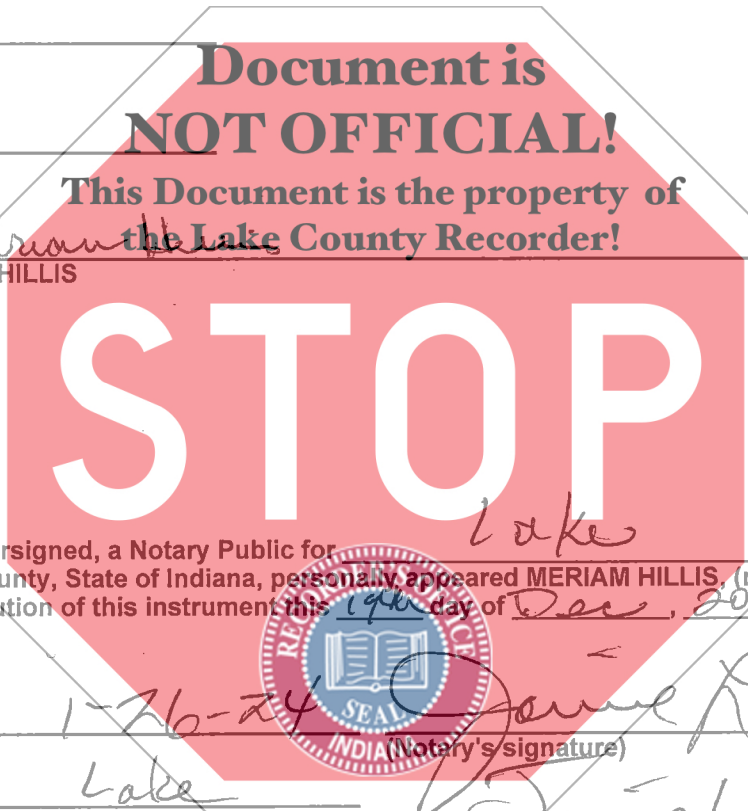 Document is
NOT OFFICIAL!
This Document is the property of
the Lake County Recorder!
HILLIS
STOP
rsigned, a Notary Public for Lake
unty, State of Indiana, personally appeared MERIAM HILLIS, (
ution of this instrument this 19th day of Dec, 20
RECORDER'S OFFICE
SEAL
INDIANA
1-26-24
(Notary's signature)
Lake